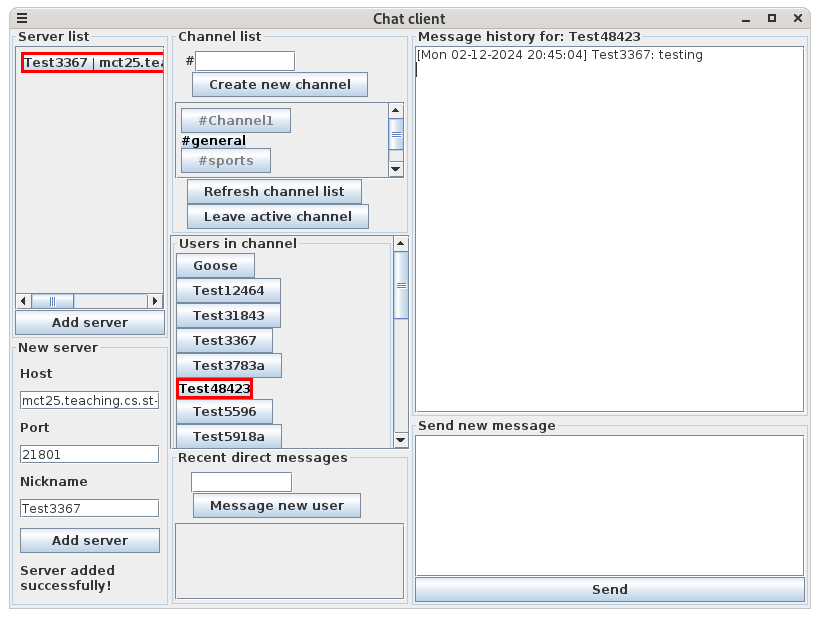 Chat client
Server list
Test3367 | mct25.tea
Add server
New server
Host
mct25.teaching.cs.st-
Port
21801
Nickname
Test3367
Add server
Server added
successfully!
Channel list
#
Create new channel
#Channel1
#general
#sports
Refresh channel list
Leave active channel
Users in channel
Goose
Test12464
Test31843
Test3367
Test3783a
Test48423
Test5596
Test5918a
Recent direct messages
Message new user
Message history for: Test48423
[Mon 02-12-2024 20:45:04] Test3367: testing
Send new message
Send